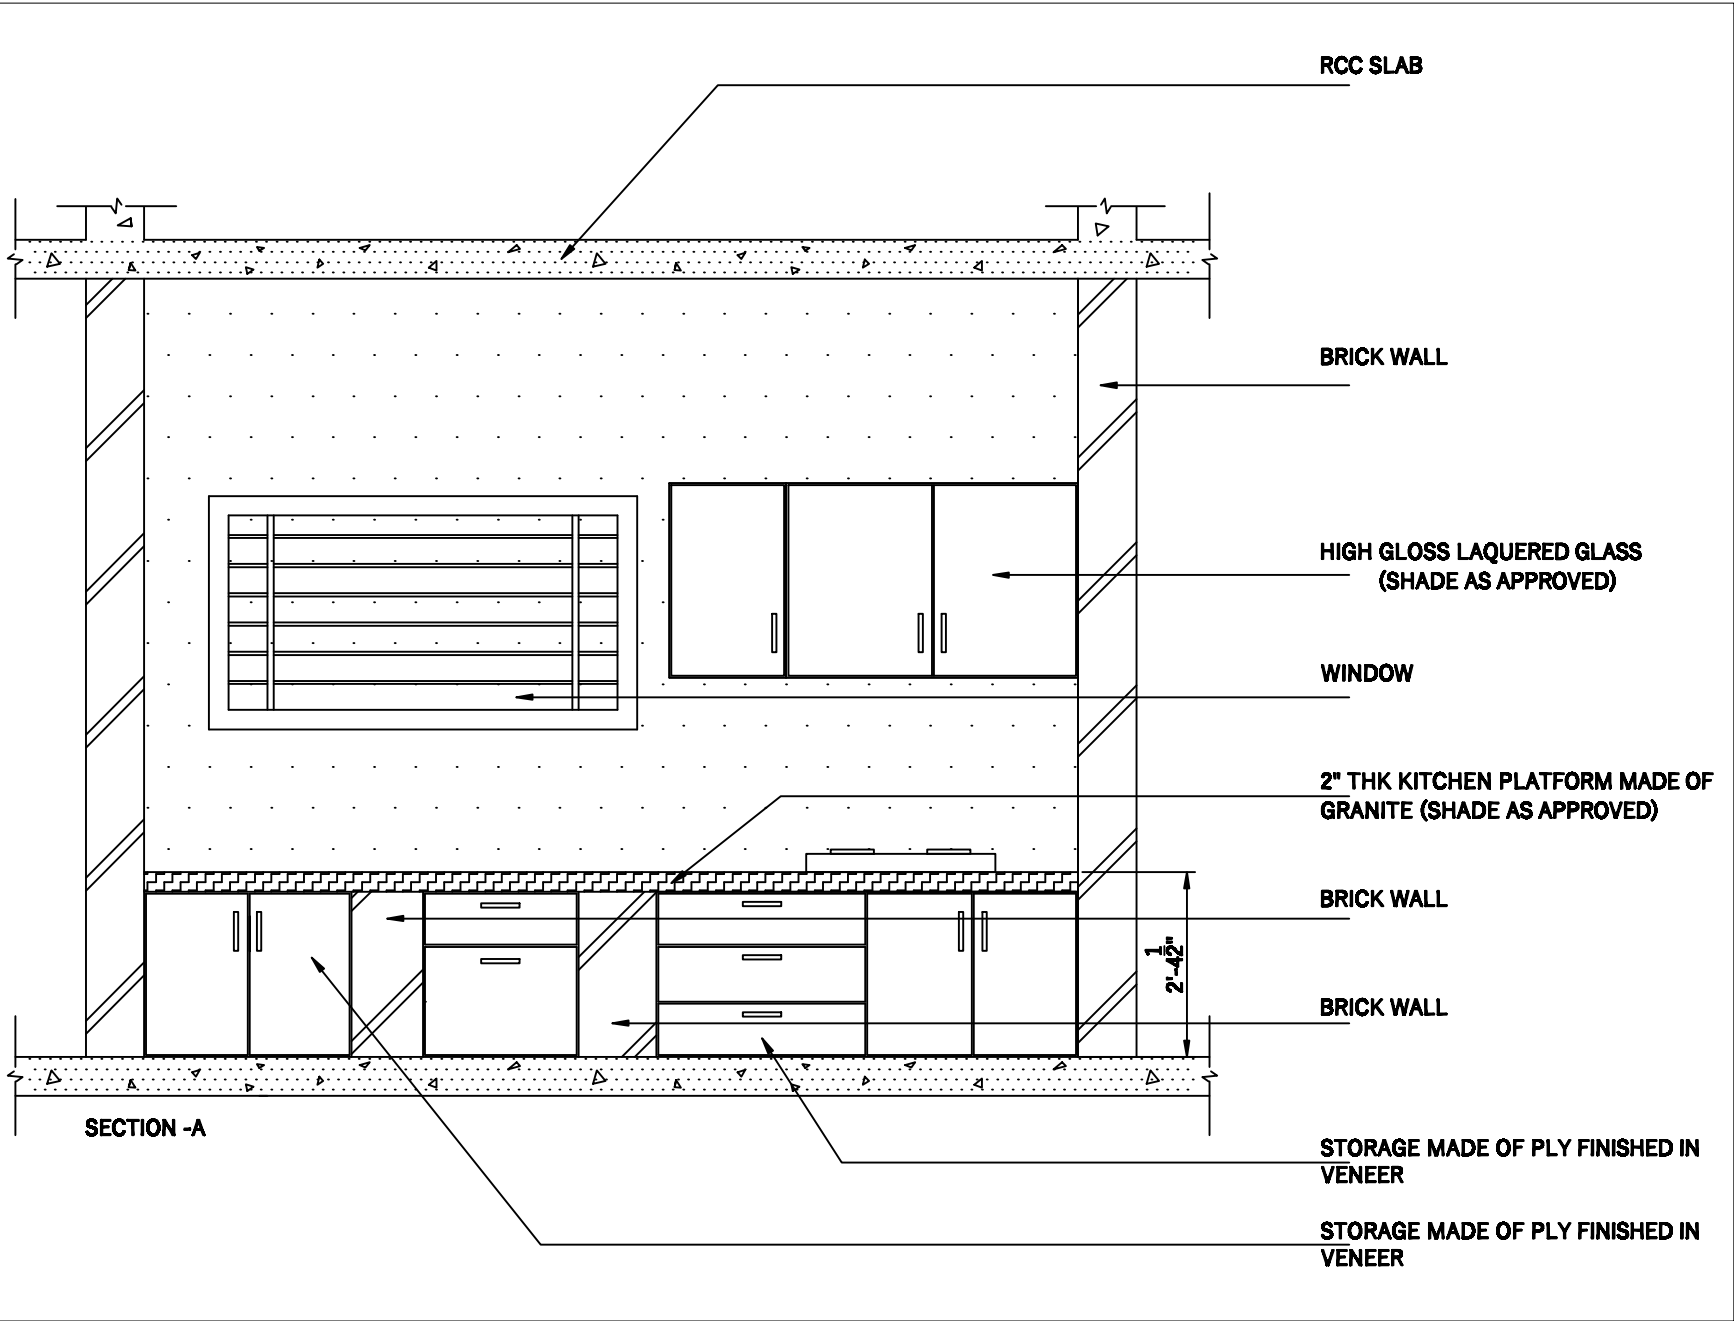 RCC SLAB
BRICK WALL
HIGH GLOSS LAQUERED GLASS
(SHADE AS APPROVED)
WINDOW
2" THK KITCHEN PLATFORM MADE OF
GRANITE (SHADE AS APPROVED)
BRICK WALL
2'-4 1/2"
BRICK WALL
SECTION -A
STORAGE MADE OF PLY FINISHED IN
VENEER
STORAGE MADE OF PLY FINISHED IN
VENEER